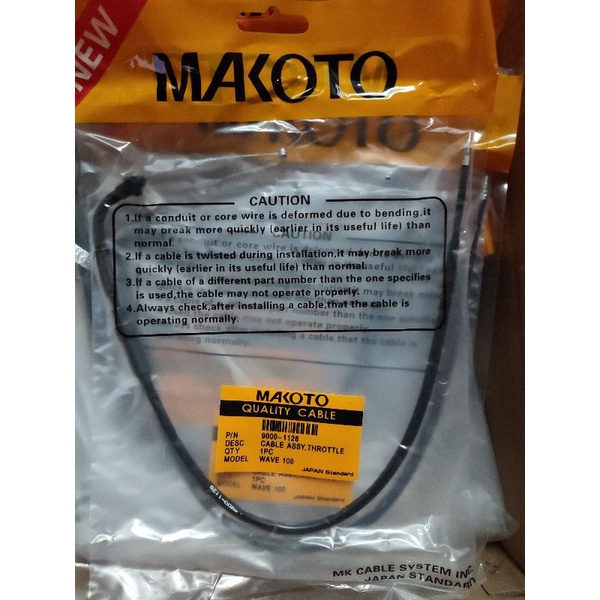 NEW
MAKOTO
CAUTION
1.If a conduit or core wire is deformed due to bending,it
may break more quickly (earlier in its useful life) than
normal.
2.If a cable is twisted during installation,it may break more
quickly (earlier in its useful life) than normal.
3.If a cable of a different part number than the one specifies
is used,the cable may not operate properly.
4.Always check,after installing a cable,that the cable is
operating normally.
MAKOTO
QUALITY CABLE
P/N 9000-1128
DESC CABLE ASSY,THROTTLE
QTY 1PC
MODEL WAVE 100
JAPAN Standard
1PC
WAVE 100
JAPAN Standard
MK CABLE SYSTEM INC.
JAPAN STANDARD